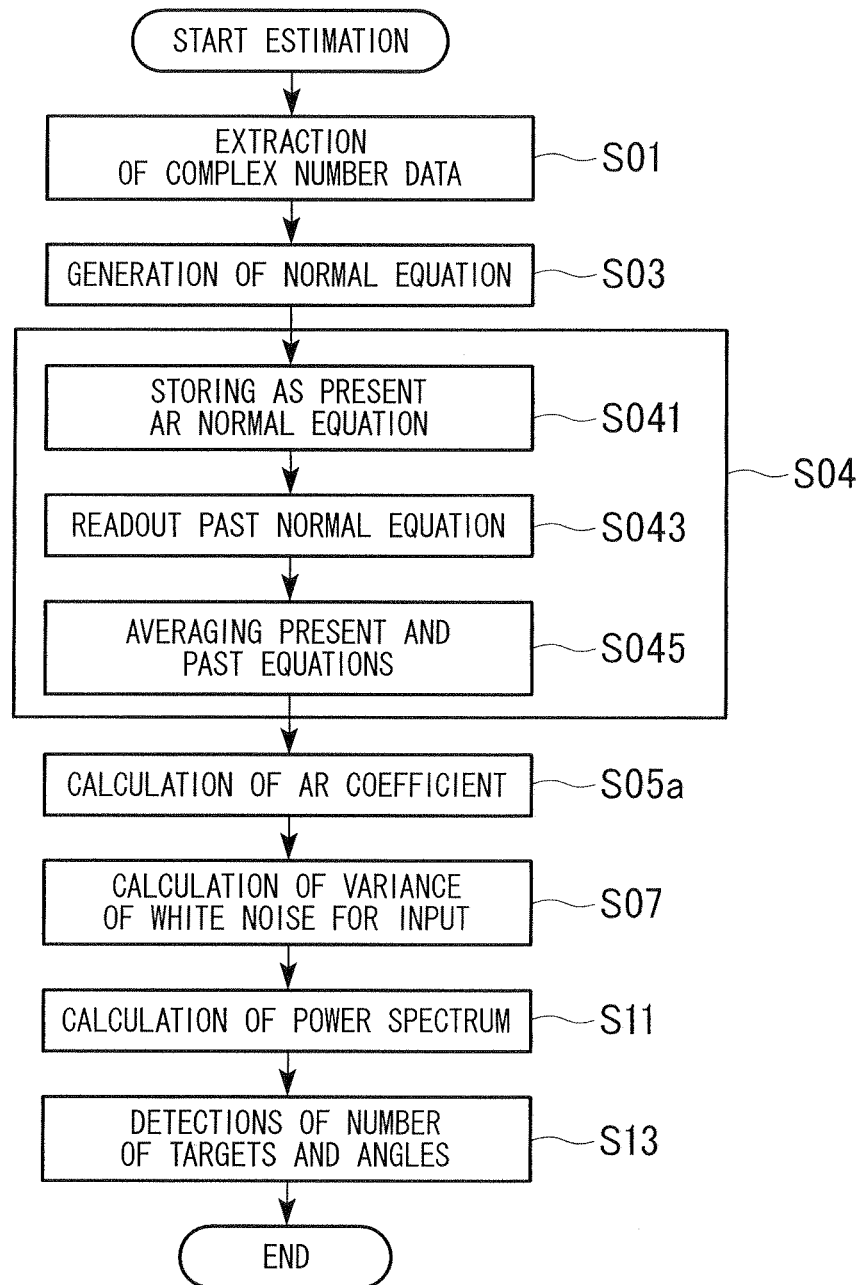 START ESTIMATION
EXTRACTION
OF COMPLEX NUMBER DATA
S01
GENERATION OF NORMAL EQUATION
S03
STORING AS PRESENT
AR NORMAL EQUATION
S041
S04
READOUT PAST NORMAL EQUATION
S043
AVERAGING PRESENT AND
PAST EQUATIONS
S045
CALCULATION OF AR COEFFICIENT
S05a
CALCULATION OF VARIANCE
OF WHITE NOISE FOR INPUT
S07
CALCULATION OF POWER SPECTRUM
S11
DETECTIONS OF NUMBER
OF TARGETS AND ANGLES
S13
END